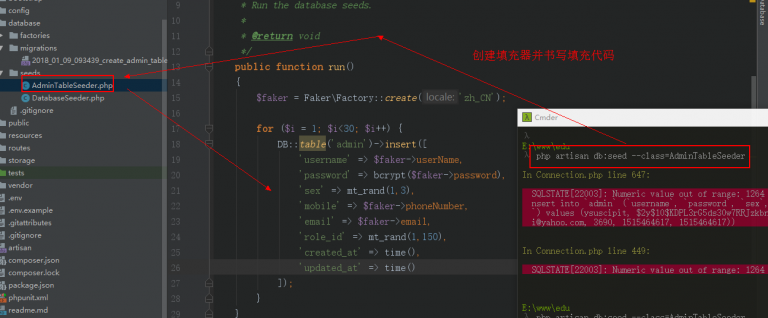 bootstrap
config
database
factories
migrations
2018_01_09_093439_create_admin_table
seeds
AdminTableSeeder.php
DatabaseSeeder.php
.gitignore
public
resources
routes
storage
tests
vendor
.env
.env.example
.gitattributes
.gitignore
artisan
composer.json
composer.lock
package.json
phpunit.xml
readme.md
9 * Run the database seeds.
10 *
11 * @return void
12 */
13 public function run()
14 {
15 $faker = Faker\Factory::create( locale: 'zh_CN');
16
17 for ($i = 1; $i<30; $i++) {
18 DB::table('admin')->insert([
19 'username' => $faker->userName,
20 'password' => bcrypt($faker->password),
21 'sex' => mt_rand(1,3),
22 'mobile' => $faker->phoneNumber,
23 'email' => $faker->email,
24 'role_id' => mt_rand(1,150),
25 'created_at' => time(),
26 'updated_at' => time()
27 ]);
28 }
29 }
创建填充器并书写填充代码
Database
Cmder
λ
E:\www\edu
λ php artisan db:seed --class=AdminTableSeeder
In Connection.php line 647:
SQLSTATE[22003]: Numeric value out of range: 1264
nsert into `admin` (`username`, `password`, `sex`,
`) values (ysuscipit,
i@yahoo.com, 3690, 1515464617, 1515464617))
In Connection.php line 449:
SQLSTATE[22003]: Numeric value out of range: 1264
E:\www\edu
λ php artisan db:seed --class=AdminTableSeeder